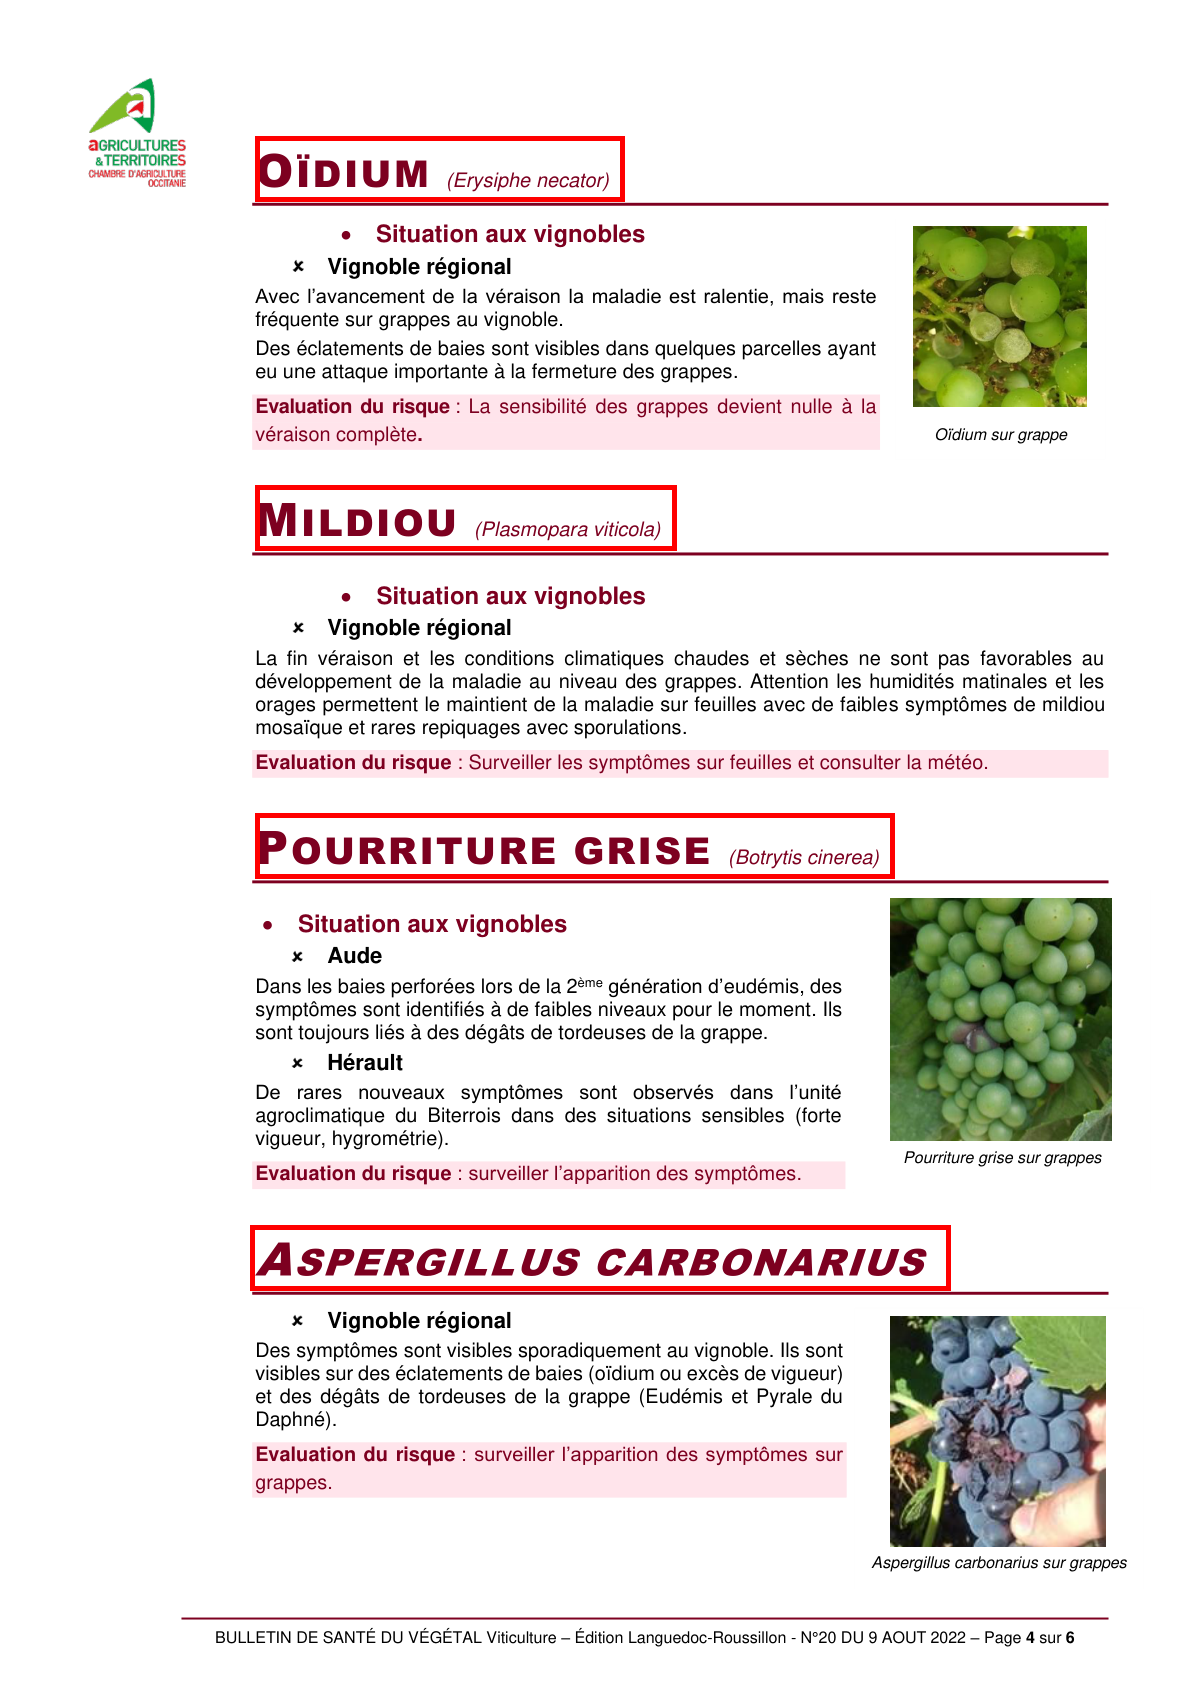 aGRICULTURES
& TERRITOIRES
CHAMBRE D'AGRICULTURE
OCCITANIE
OÏDIUM (Erysiphe necator)
• Situation aux vignobles
✘ Vignoble régional
Avec l'avancement de la véraison la maladie est ralentie, mais reste
fréquente sur grappes au vignoble.
Des éclatements de baies sont visibles dans quelques parcelles ayant
eu une attaque importante à la fermeture des grappes.
Evaluation du risque : La sensibilité des grappes devient nulle à la
véraison complète.
Oïdium sur grappe
MILDIOU (Plasmopara viticola)
• Situation aux vignobles
✘ Vignoble régional
La fin véraison et les conditions climatiques chaudes et sèches ne sont pas favorables au
développement de la maladie au niveau des grappes. Attention les humidités matinales et les
orages permettent le maintient de la maladie sur feuilles avec de faibles symptômes de mildiou
mosaïque et rares repiquages avec sporulations.
Evaluation du risque : Surveiller les symptômes sur feuilles et consulter la météo.
POURRITURE GRISE (Botrytis cinerea)
• Situation aux vignobles
✘ Aude
Dans les baies perforées lors de la 2ème génération d'eudémis, des
symptômes sont identifiés à de faibles niveaux pour le moment. Ils
sont toujours liés à des dégâts de tordeuses de la grappe.
✘ Hérault
De rares nouveaux symptômes sont observés dans l'unité
agroclimatique du Biterrois dans des situations sensibles (forte
vigueur, hygrométrie).
Evaluation du risque : surveiller l'apparition des symptômes.
Pourriture grise sur grappes
ASPERGILLUS CARBONARIUS
✘ Vignoble régional
Des symptômes sont visibles sporadiquement au vignoble. Ils sont
visibles sur des éclatements de baies (oïdium ou excès de vigueur)
et des dégâts de tordeuses de la grappe (Eudémis et Pyrale du
Daphné).
Evaluation du risque : surveiller l'apparition des symptômes sur
grappes.
Aspergillus carbonarius sur grappes
BULLETIN DE SANTÉ DU VÉGÉTAL Viticulture – Édition Languedoc-Roussillon - N°20 DU 9 AOUT 2022 – Page 4 sur 6